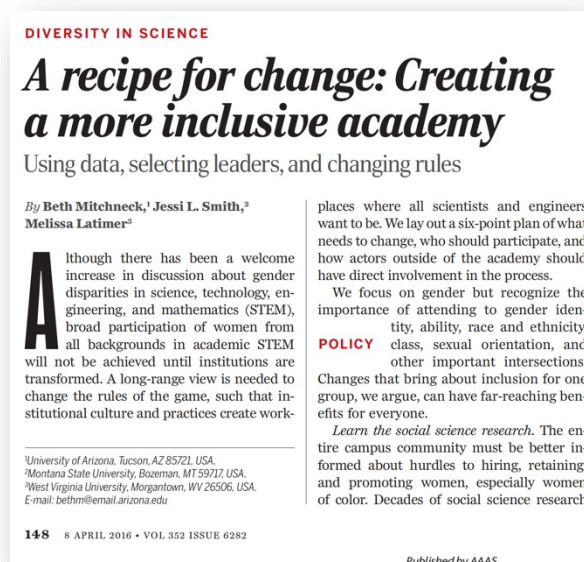 DIVERSITY IN SCIENCE
A recipe for change: Creating
a more inclusive academy
Using data, selecting leaders, and changing rules
By Beth Mitchneck,¹ Jessi L. Smith,²
Melissa Latimer³
Although there has been a welcome
increase in discussion about gender
disparities in science, technology, en-
gineering, and mathematics (STEM),
broad participation of women from
all backgrounds in academic STEM
will not be achieved until institutions are
transformed. A long-range view is needed to
change the rules of the game, such that in-
stitutional culture and practices create work-
¹University of Arizona, Tucson, AZ 85721, USA.
²Montana State University, Bozeman, MT 59717, USA.
³West Virginia University, Morgantown, WV 26506, USA.
E-mail: bethm@email.arizona.edu
places where all scientists and engineers
want to be. We lay out a six-point plan of what
needs to change, who should participate, and
how actors outside of the academy should
have direct involvement in the process.
We focus on gender but recognize the
importance of attending to gender iden-
tity, ability, race and ethnicity
POLICY
class, sexual orientation, and
other important intersections.
Changes that bring about inclusion for one
group, we argue, can have far-reaching ben-
efits for everyone.
Learn the social science research. The en-
tire campus community must be better in-
formed about hurdles to hiring, retaining
and promoting women, especially women
of color. Decades of social science research
148 8 APRIL 2016 • VOL 352 ISSUE 6282
Published by AAAS